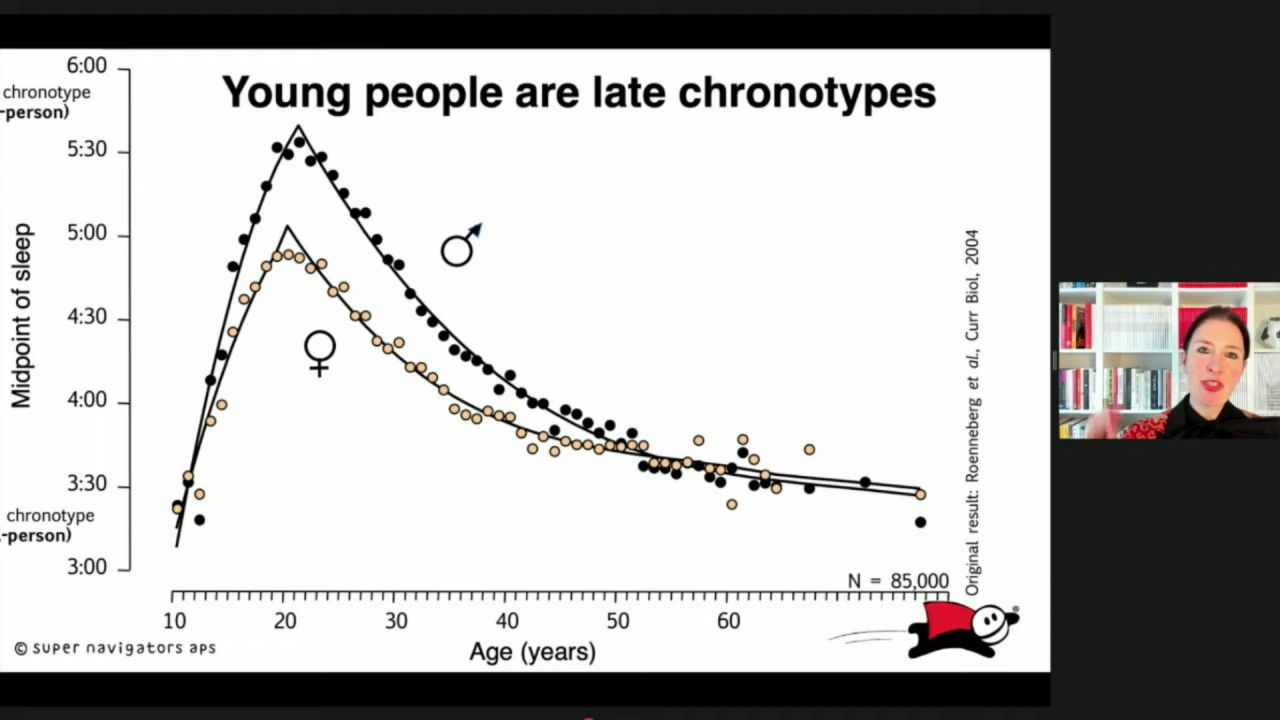 Young people are late chronotypes
6:00
chronotype
-person)
5:30
5:00
4:30
4:00
3:30
chronotype
-person)
3:00
Midpoint of sleep
10 20 30 40 50 60
Age (years)
N = 85,000
Original result: Roenneberg et al., Curr Biol, 2004
© super navigators aps